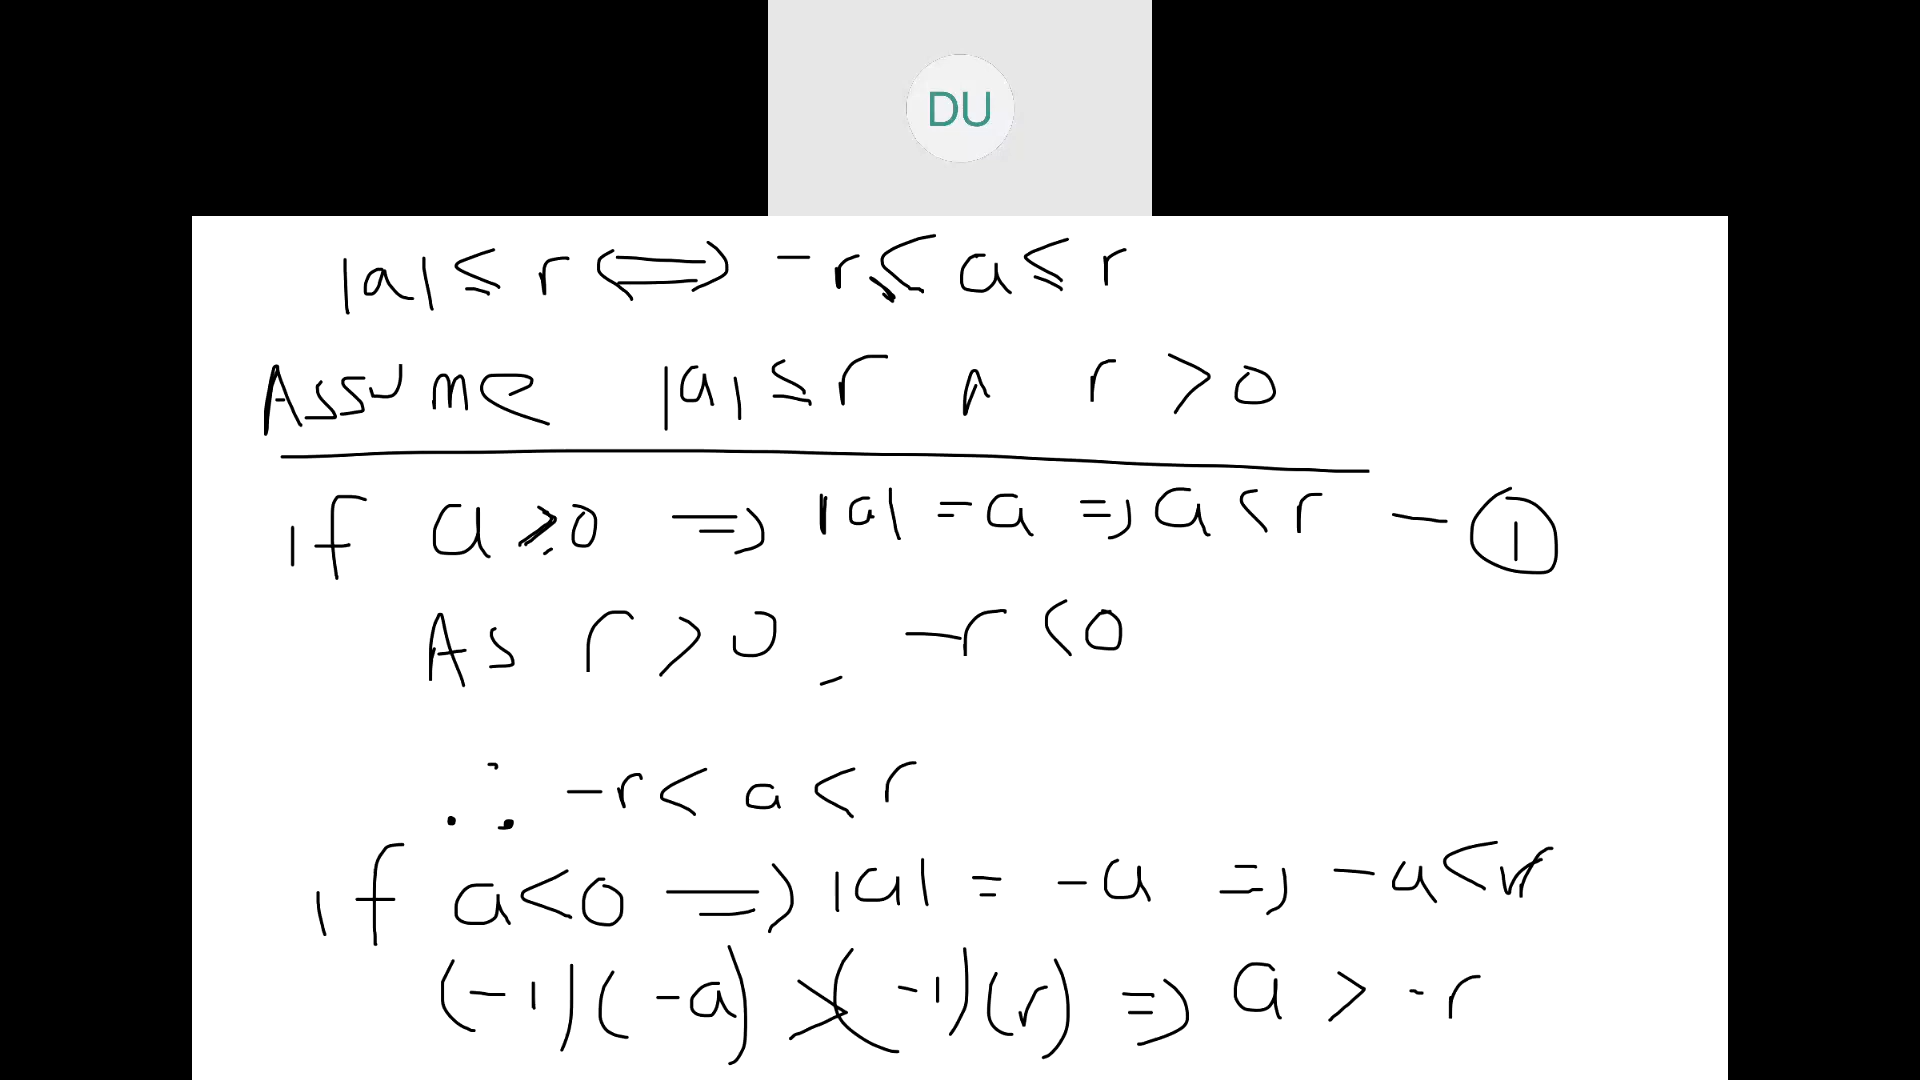 DU
|a| ≤ r ⟺ -r ≤ a ≤ r
Assume |a| ≤ r ∧ r > 0
if a ≥ 0 ⇒ |a| = a ⇒ a < r — ①
As r > 0, -r < 0
∴ -r < a < r
if a < 0 ⇒ |a| = -a ⇒ -a < r
(-1)(-a) > (-1)(r) ⇒ a > -r